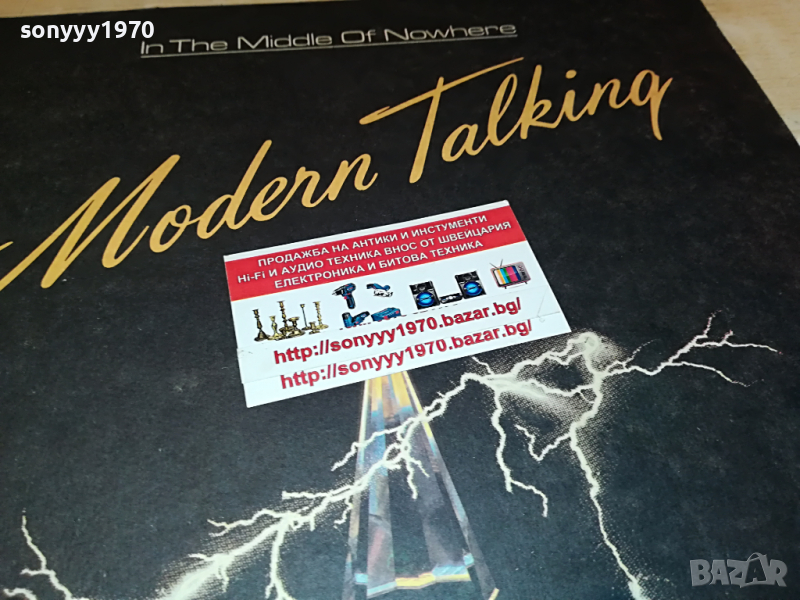 sonyyy1970
In The Middle Of Nowhere
Modern Talking
ПРОДАЖБА НА АНТИКИ И ИНСТУМЕНТИ
Hi-Fi И АУДИО ТЕХНИКА ВНОС ОТ ШВЕЙЦАРИЯ
ЕЛЕКТРОНИКА И БИТОВА ТЕХНИКА
http://sonyyy1970.bazar.bg/
http://sonyyy1970.bazar.bg/
BAZAR